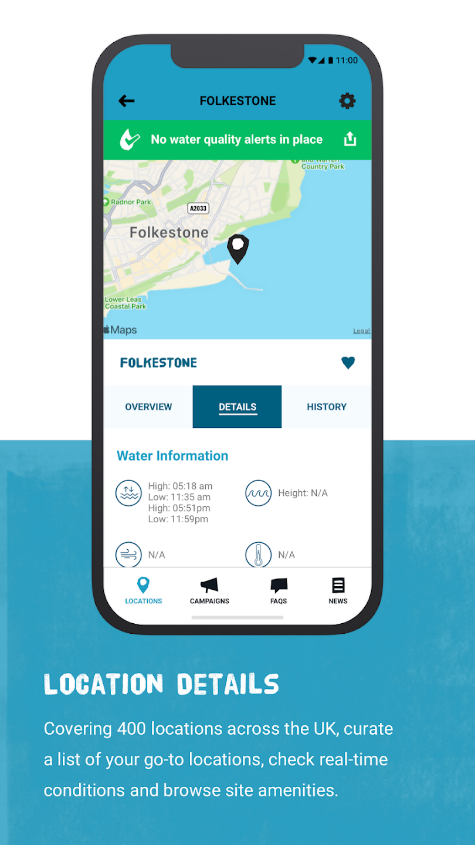 11:00
FOLKESTONE
No water quality alerts in place
Country Park
Radnor Park
A2033
Folkestone
Lower Leas
Coastal Park
Maps
Legal
FOLKESTONE
OVERVIEW
DETAILS
HISTORY
Water Information
High: 05:18 am
Low: 11:35 am
High: 05:51pm
Low: 11:59pm
Height: N/A
N/A
N/A
LOCATIONS
CAMPAIGNS
FAQS
NEWS
LOCATION DETAILS
Covering 400 locations across the UK, curate
a list of your go-to locations, check real-time
conditions and browse site amenities.